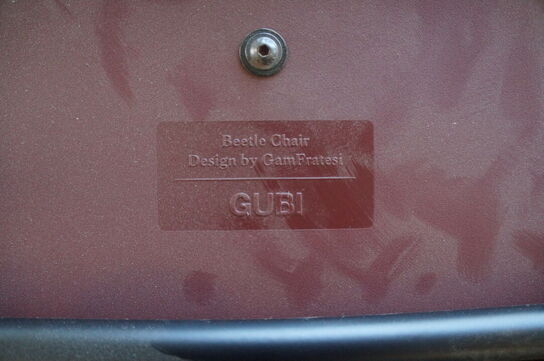 Beetle Chair
Design by GamFratesi
GUBI